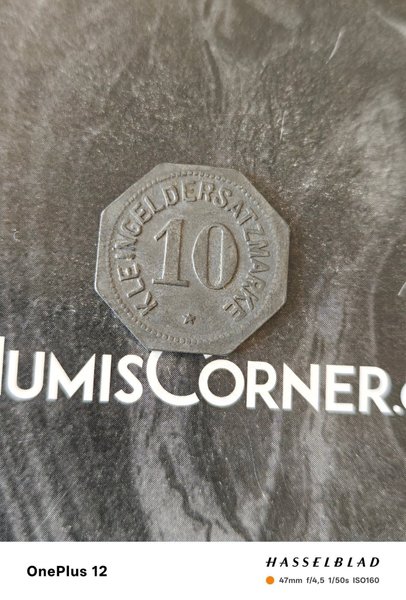 KLEINGELDERSATZMARKE
10
NUMISCORNER.
OnePlus 12
HASSELBLAD
47mm f/4,5 1/50s ISO160